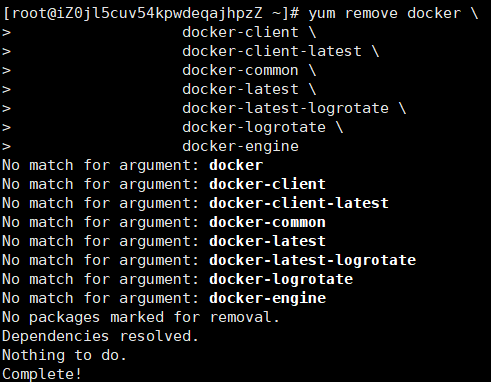 [root@iZ0jl5cuv54kpwdeqajhpzZ ~]# yum remove docker \
>                   docker-client \
>                   docker-client-latest \
>                   docker-common \
>                   docker-latest \
>                   docker-latest-logrotate \
>                   docker-logrotate \
>                   docker-engine
No match for argument: docker
No match for argument: docker-client
No match for argument: docker-client-latest
No match for argument: docker-common
No match for argument: docker-latest
No match for argument: docker-latest-logrotate
No match for argument: docker-logrotate
No match for argument: docker-engine
No packages marked for removal.
Dependencies resolved.
Nothing to do.
Complete!